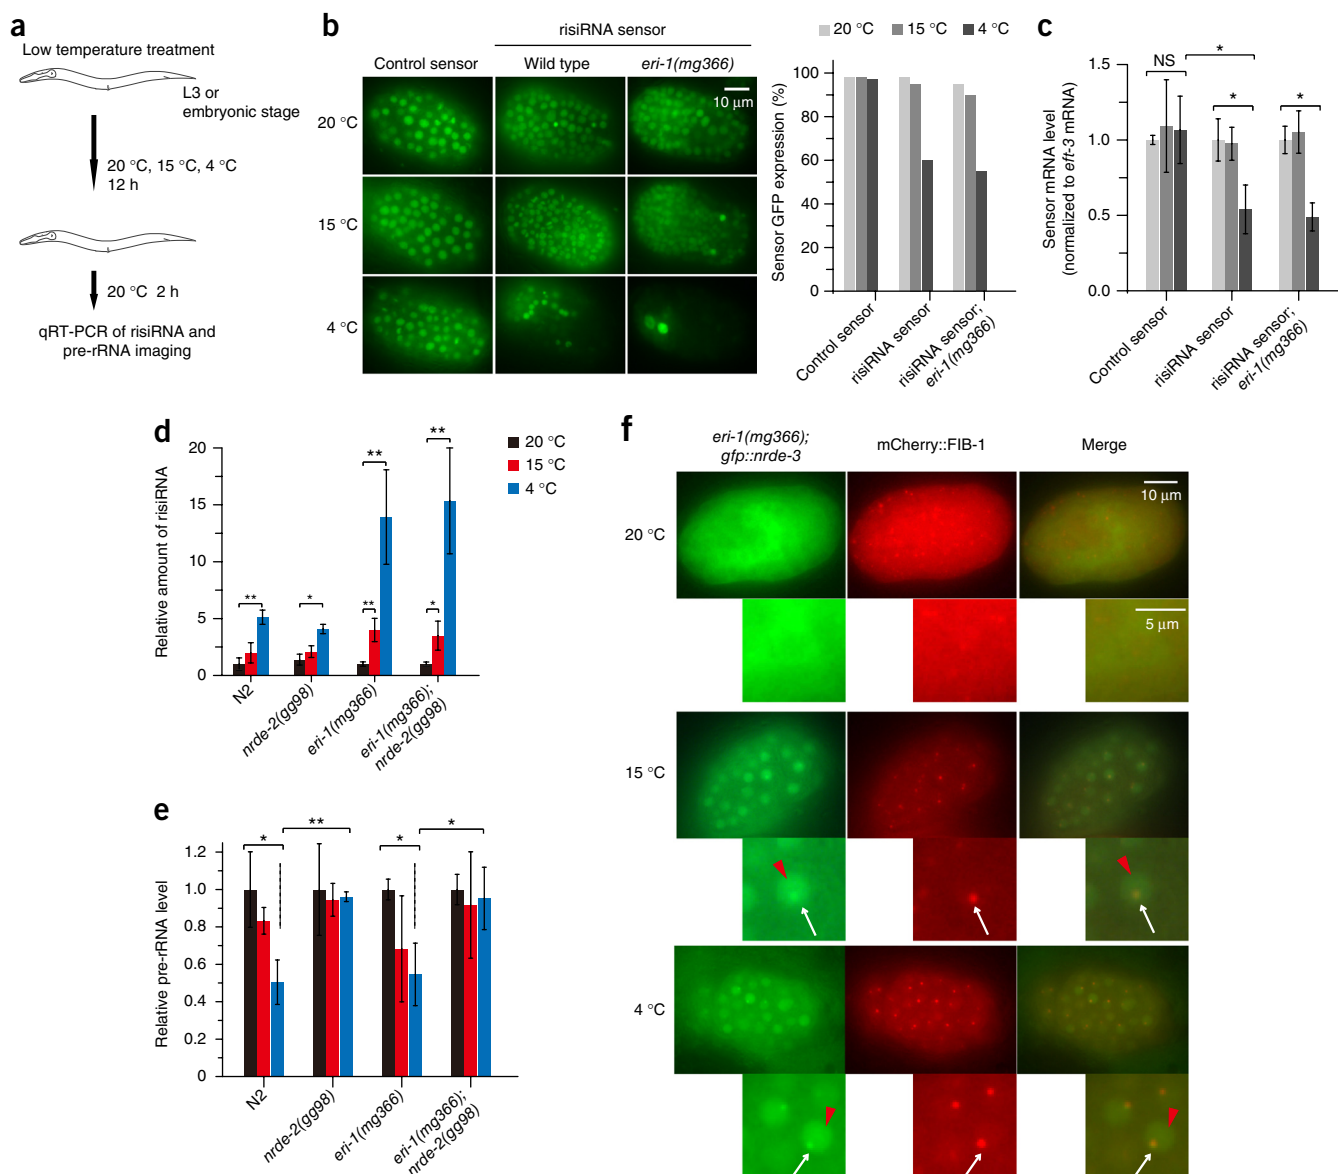 a
Low temperature treatment
L3 or
embryonic stage
20 °C, 15 °C, 4 °C
12 h
20 °C 2 h
qRT-PCR of risiRNA and
pre-rRNA imaging
b
risiRNA sensor
Control sensor
Wild type
eri-1(mg366)
10 μm
20 °C
15 °C
4 °C
20 °C
15 °C
4 °C
Sensor GFP expression (%)
100
80
60
40
20
0
Control sensor
risiRNA sensor
risiRNA sensor;
eri-1(mg366)
c
Sensor mRNA level
(normalized to eft-3 mRNA)
1.5
1.0
0.5
0.0
NS
*
*
*
Control sensor
risiRNA sensor
risiRNA sensor;
eri-1(mg366)
d
Relative amount of risiRNA
20
15
10
5
0
**
*
**
**
**
*
20 °C
15 °C
4 °C
N2
nrde-2(gg98)
eri-1(mg366)
eri-1(mg366);
nrde-2(gg98)
e
Relative pre-rRNA level
1.2
1.0
0.8
0.6
0.4
0.2
0
*
**
*
*
N2
nrde-2(gg98)
eri-1(mg366)
eri-1(mg366);
nrde-2(gg98)
f
eri-1(mg366);
gfp::nrde-3
mCherry::FIB-1
Merge
10 μm
20 °C
5 μm
15 °C
4 °C